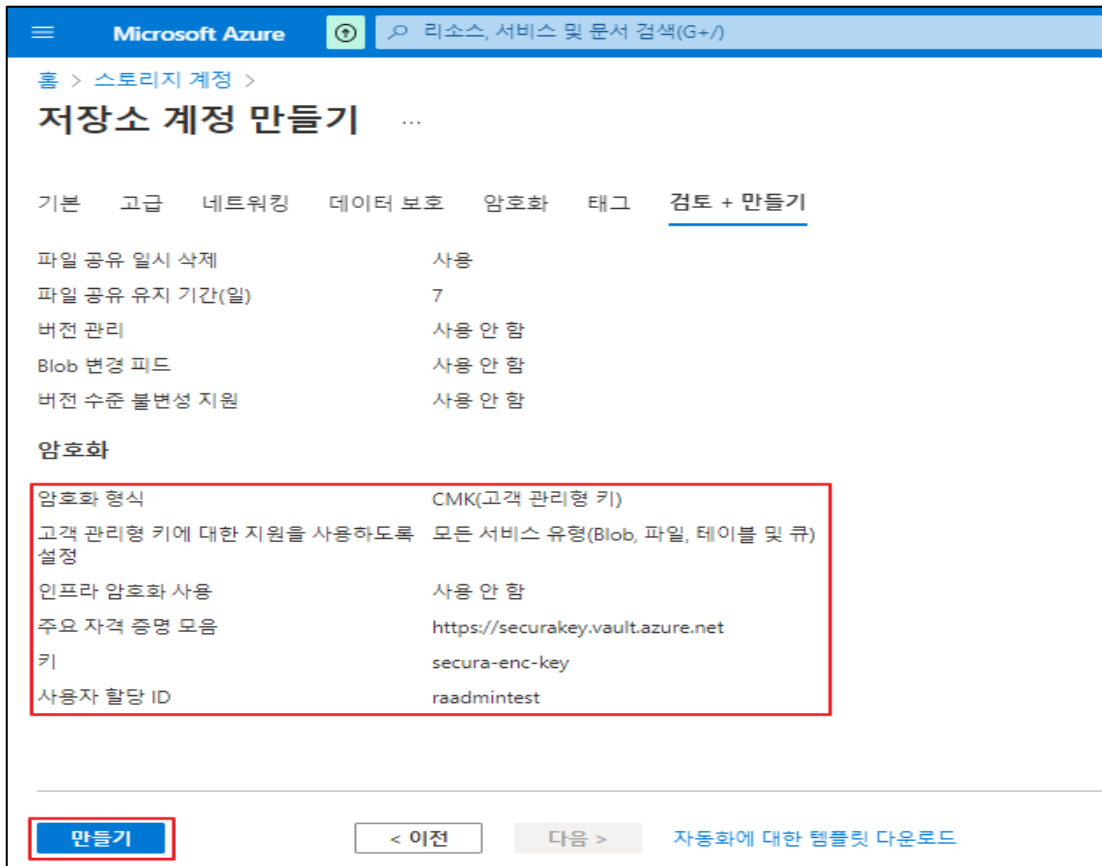 Microsoft Azure 리소스, 서비스 및 문서 검색(G+/)
홈 > 스토리지 계정 >
저장소 계정 만들기 ...
기본 고급 네트워킹 데이터 보호 암호화 태그 검토 + 만들기
파일 공유 일시 삭제 사용
파일 공유 유지 기간(일) 7
버전 관리 사용 안 함
Blob 변경 피드 사용 안 함
버전 수준 불변성 지원 사용 안 함
암호화
암호화 형식 CMK(고객 관리형 키)
고객 관리형 키에 대한 지원을 사용하도록 모든 서비스 유형(Blob, 파일, 테이블 및 큐)
설정
인프라 암호화 사용 사용 안 함
주요 자격 증명 모음 https://securakey.vault.azure.net
키 secura-enc-key
사용자 할당 ID raadmintest
만들기 < 이전 다음 > 자동화에 대한 템플릿 다운로드